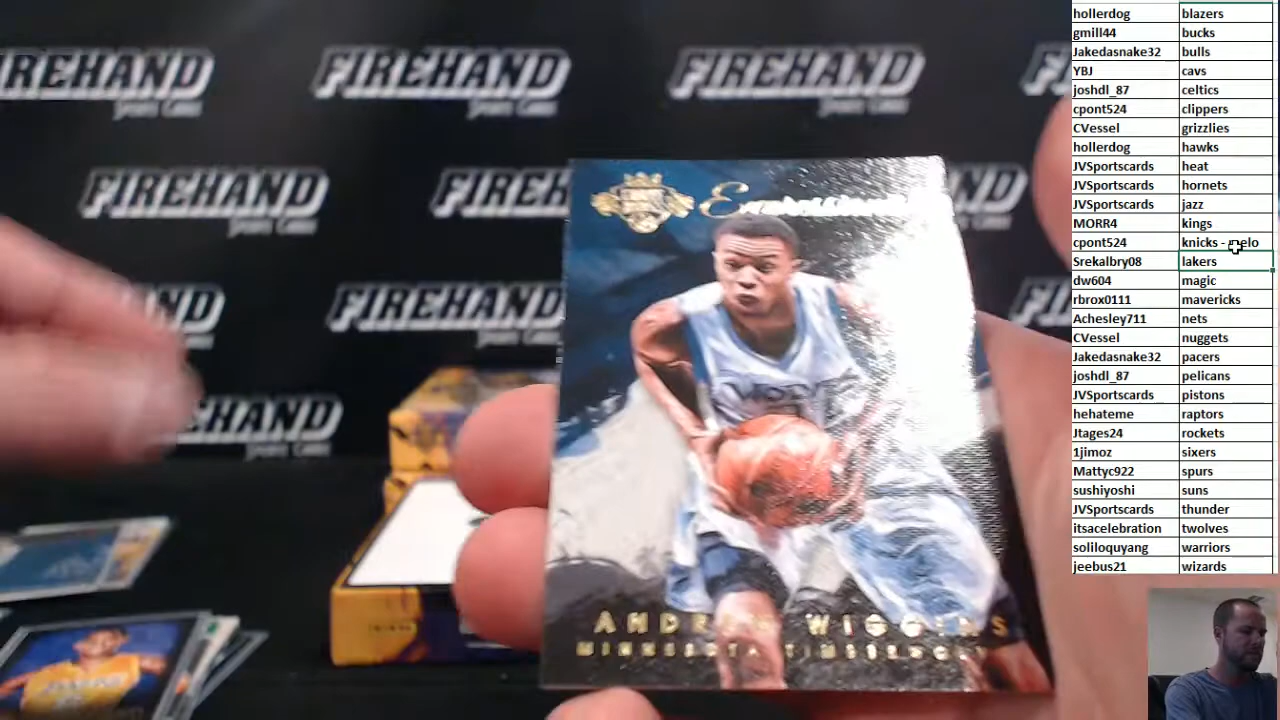 FIREHAND
FIREHAND
FIREHAND
FIREHAND
FIREHAND
FIREHAND
FIREHAND
ANDREW WIGGINS
MINNESOTA TIMBERWOLVES
hollerdog blazers
gmill44 bucks
Jakedasnake32 bulls
YBJ cavs
joshdl_87 celtics
cpont524 clippers
CVessel grizzlies
hollerdog hawks
JVSportscards heat
JVSportscards hornets
JVSportscards jazz
MORR4 kings
cpont524 knicks - melo
Srekalbry08 lakers
dw604 magic
rbrox0111 mavericks
Achesley711 nets
CVessel nuggets
Jakedasnake32 pacers
joshdl_87 pelicans
JVSportscards pistons
hehateme raptors
Jtages24 rockets
1jimoz sixers
Mattyc922 spurs
sushiyoshi suns
JVSportscards thunder
itsacelebration twolves
soliloquyang warriors
jeebus21 wizards